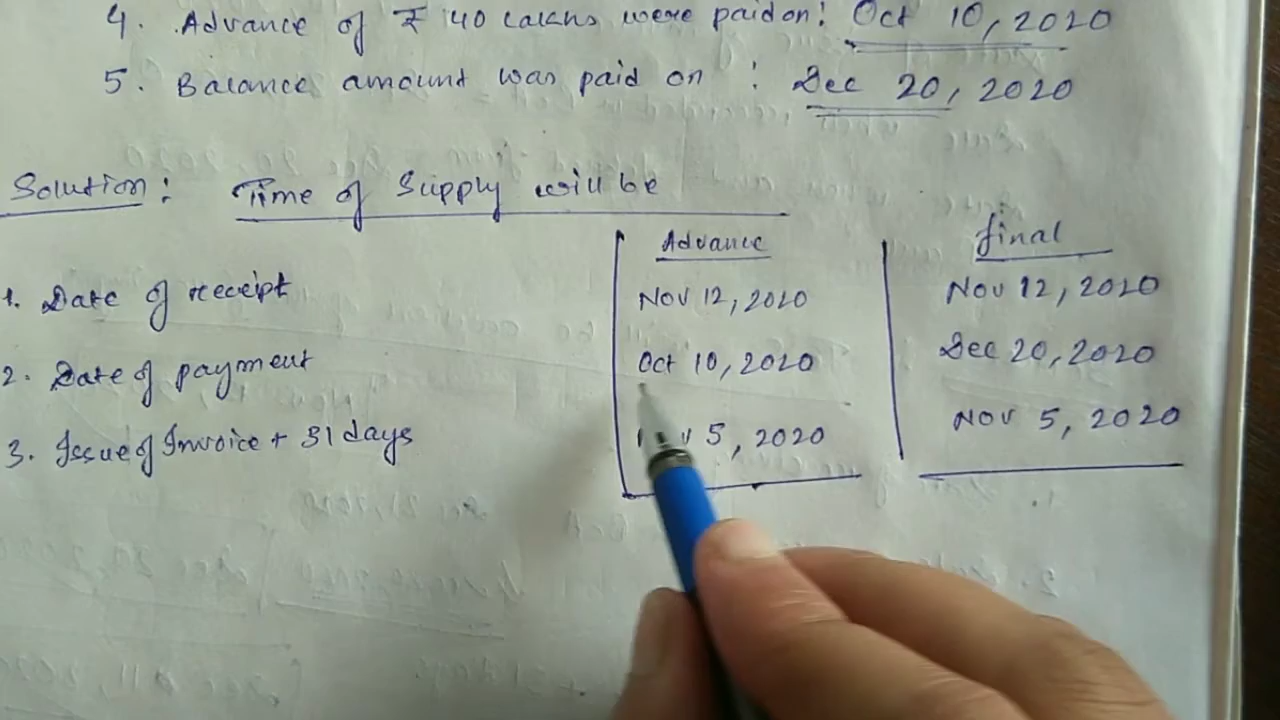 4. Advance of ₹ 40 lakhs were paid on: Oct 10, 2020
5. Balance amount was paid on : Dec 20, 2020
Solution: Time of Supply will be
Advance final
1. Date of receipt Nov 12, 2020 Nov 12, 2020
2. Date of payment Oct 10, 2020 Dec 20, 2020
3. Issue of Invoice + 31 days 5, 2020 Nov 5, 2020